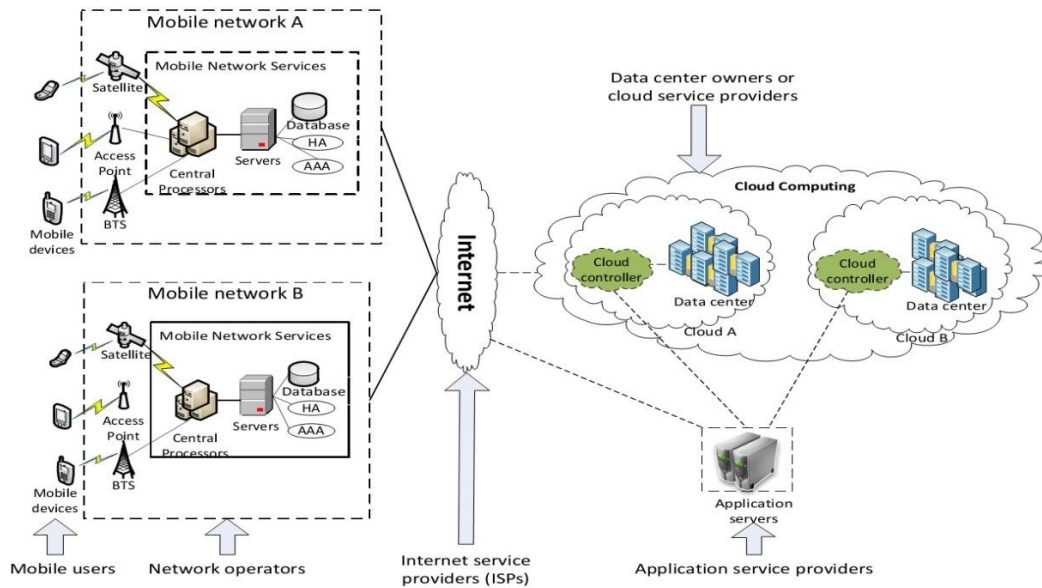 Mobile network A
Mobile Network Services
Satellite
Database
HA
AAA
Access
Point
Servers
Central
Processors
BTS
Mobile
devices
Mobile network B
Mobile Network Services
Satellite
Database
HA
AAA
Access
Point
Servers
Central
Processors
BTS
Mobile
devices
Mobile users
Network operators
Internet
Internet service
providers (ISPs)
Data center owners or
cloud service providers
Cloud Computing
Cloud
controller
Data center
Cloud A
Cloud
controller
Data center
Cloud B
Application
servers
Application service providers